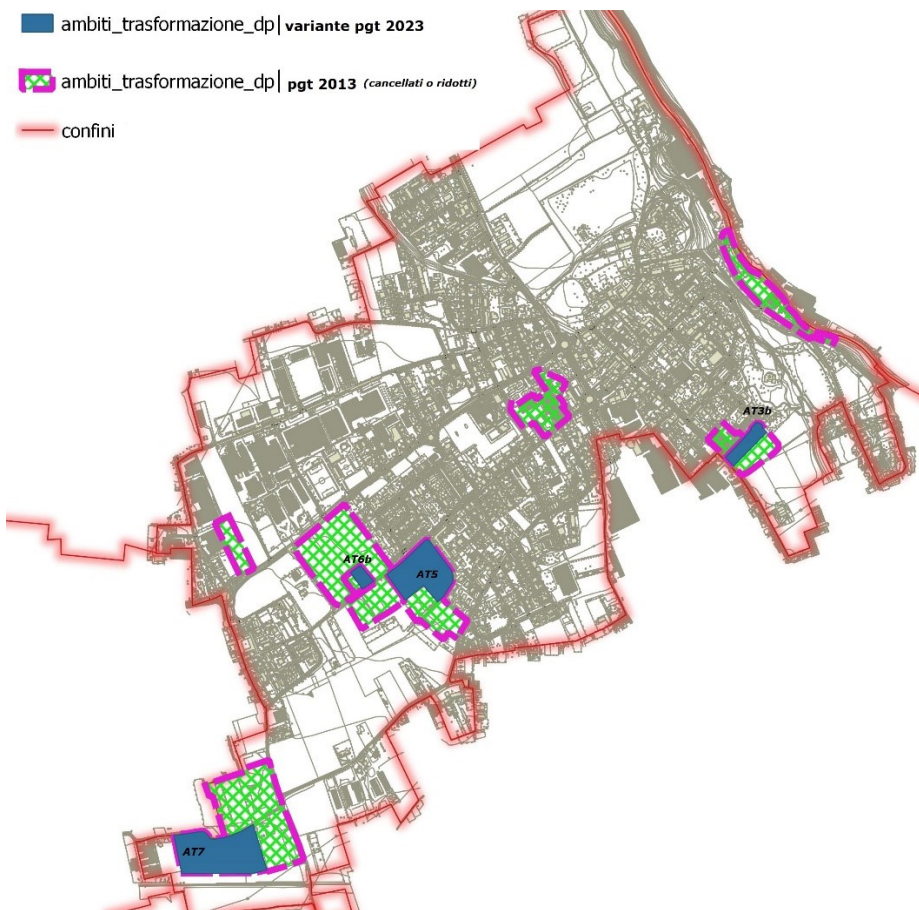 ambiti_trasformazione_dp| variante pgt 2023
ambiti_trasformazione_dp| pgt 2013 (cancellati o ridotti)
confini
AT3b
AT6b
AT5
AT7